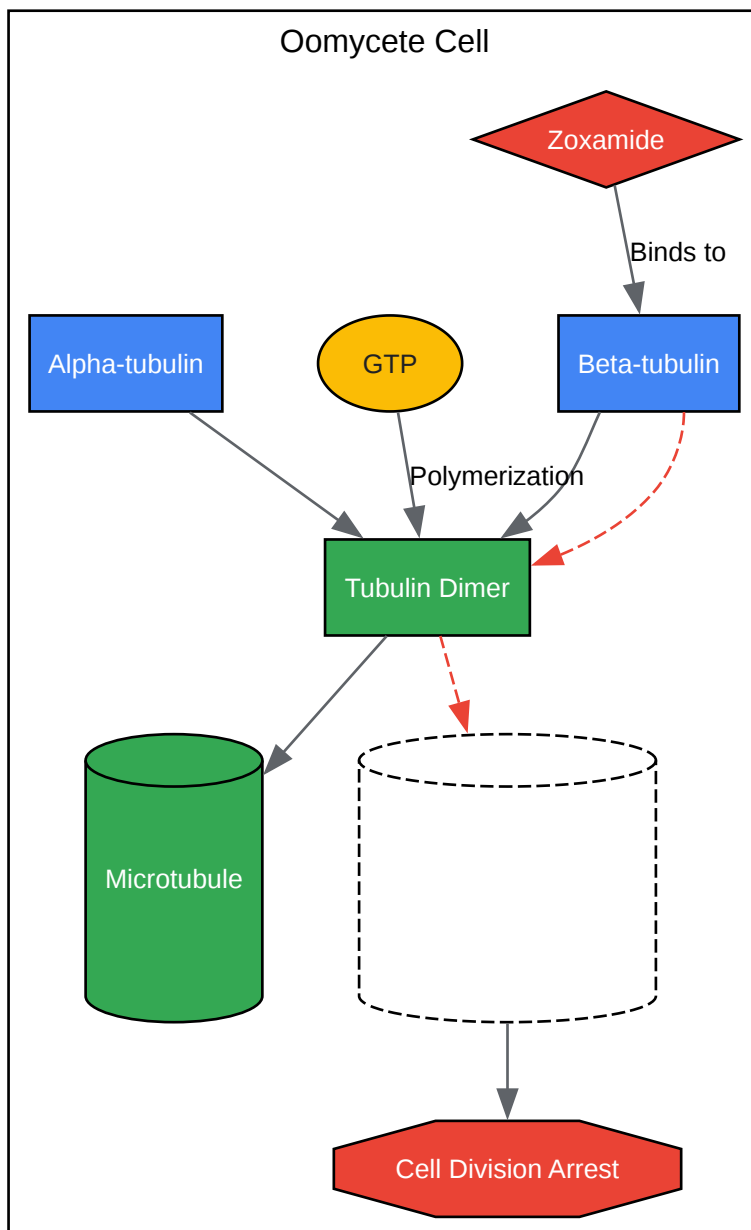 Oomycete Cell
Zoxamide
Binds to
Alpha-tubulin
GTP
Beta-tubulin
Polymerization
Tubulin Dimer
Microtubule
Cell Division Arrest